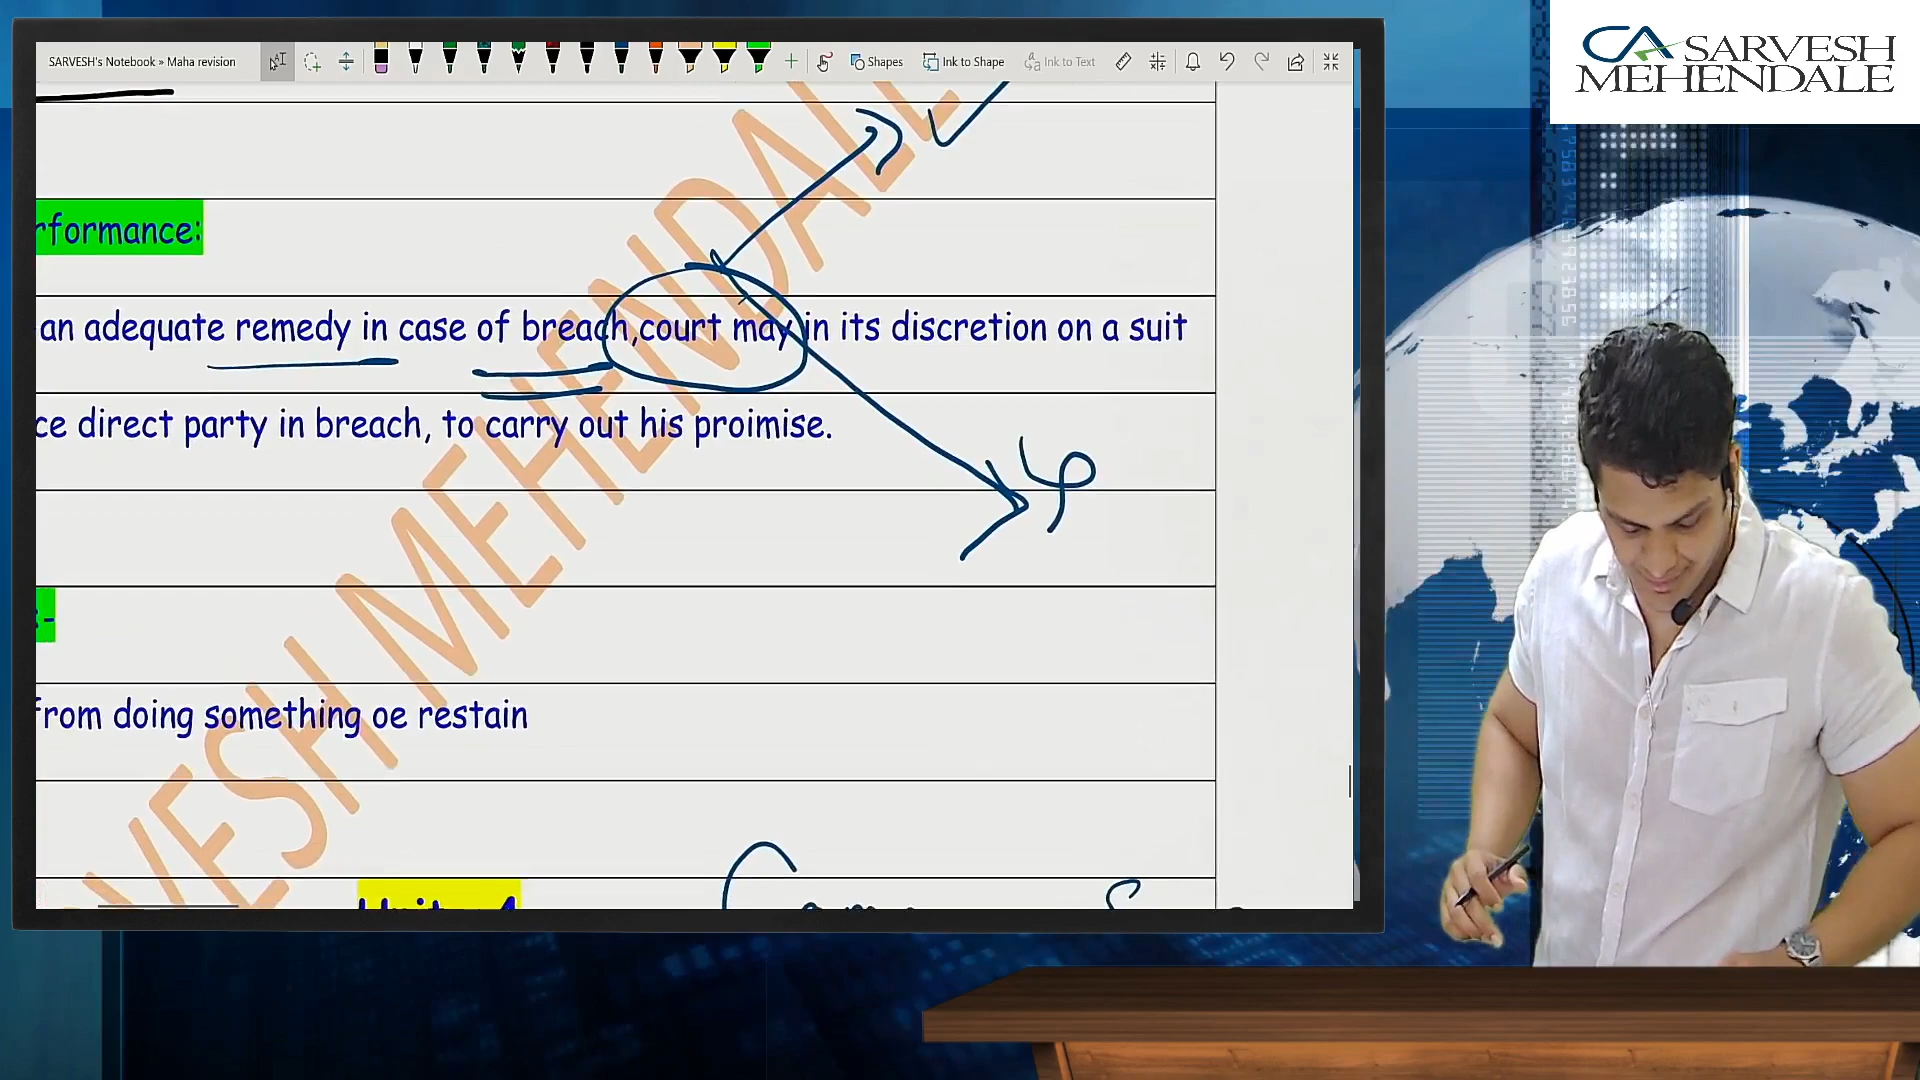 SARVESH's Notebook » Maha revision
Shapes
Ink to Shape
Ink to Text
CA SARVESH
MEHENDALE
rformance:
an adequate remedy in case of breach,court may in its discretion on a suit
ce direct party in breach, to carry out his proimise.
:-
from doing something oe restain
VESH MEHENDALE